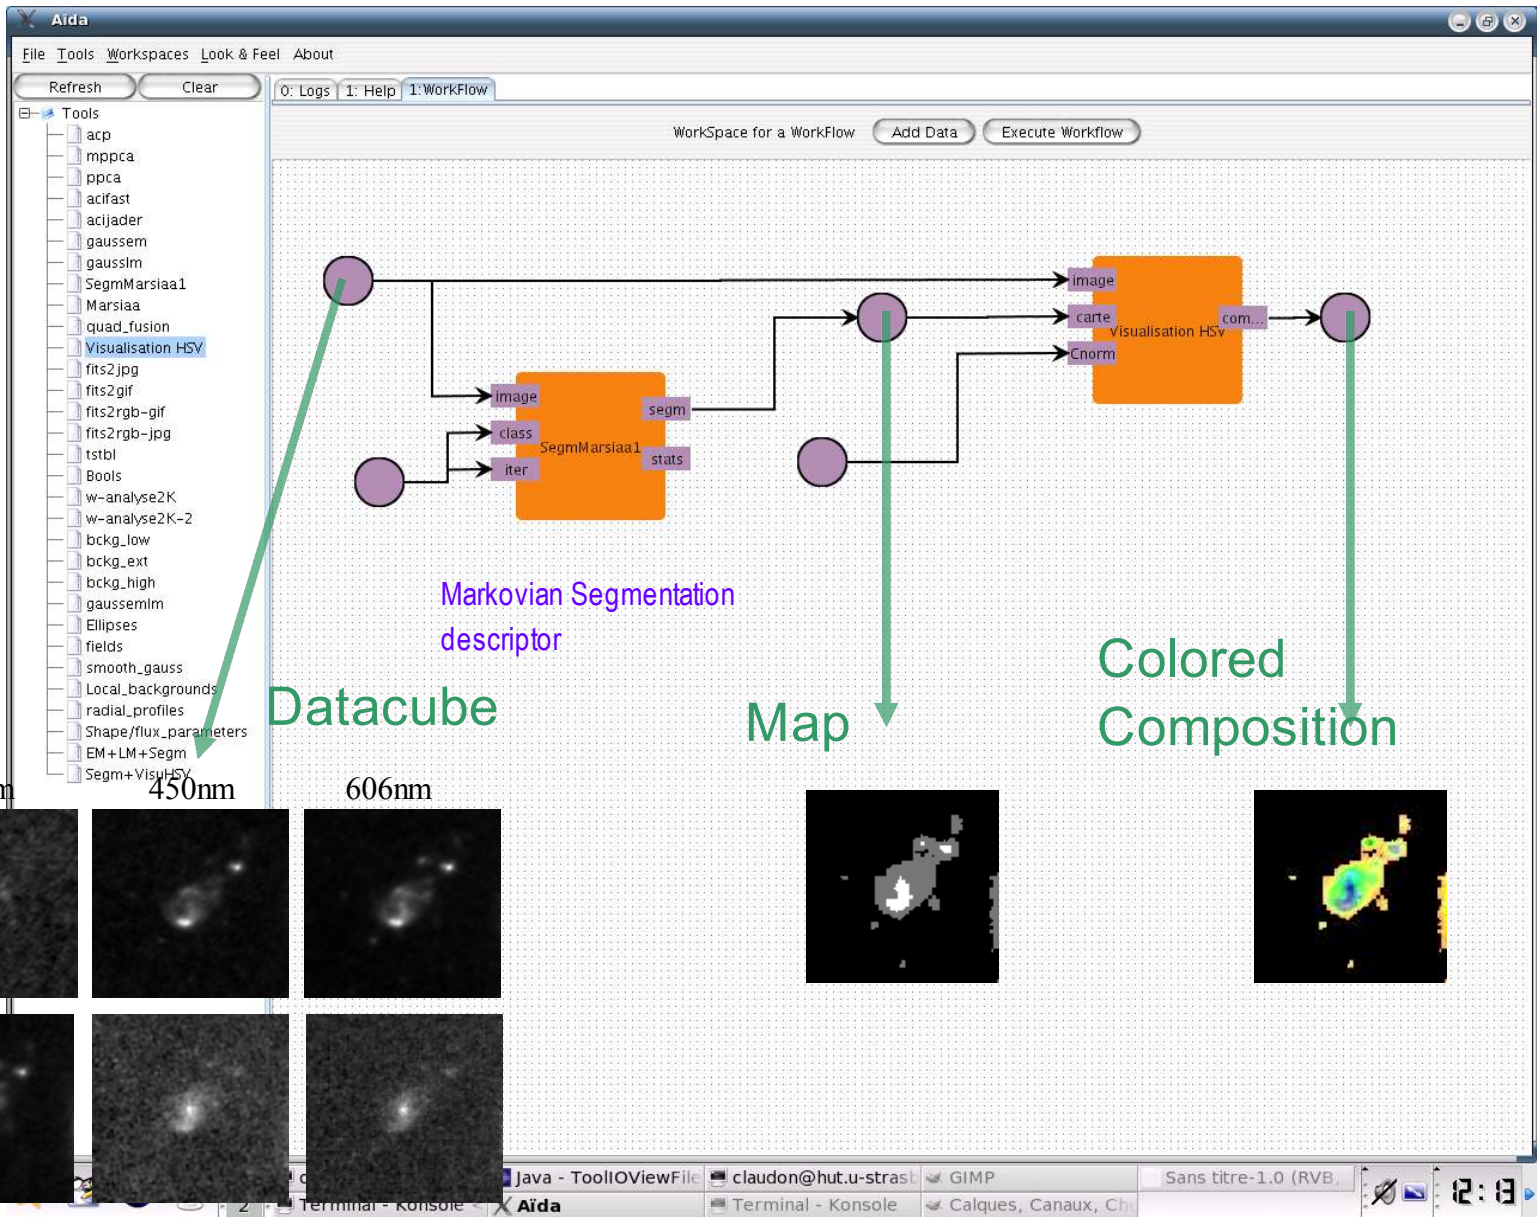 Aïda
File Tools Workspaces Look & Feel About
Refresh Clear
0: Logs 1: Help 1:WorkFlow
WorkSpace for a WorkFlow Add Data Execute Workflow
Tools
acp
mppca
ppca
acifast
acijader
gaussem
gausslm
SegmMarsiaa1
Marsiaa
quad_fusion
Visualisation HSV
fits2jpg
fits2gif
fits2rgb-gif
fits2rgb-jpg
tstbl
Bools
w-analyse2K
w-analyse2K-2
bckg_low
bckg_ext
bckg_high
gaussemlm
Ellipses
fields
smooth_gauss
Local_backgrounds
radial_profiles
Shape/flux_parameters
EM+LM+Segm
Segm+VisuHSV
image
carte
Cnorm
Visualisation HSV
com...
image
class
iter
SegmMarsiaa1
segm
stats
Markovian Segmentation
descriptor
Datacube
Map
Colored
Composition
450nm 606nm
Java - ToolIOViewFile claudon@hut.u-strasb GIMP Sans titre-1.0 (RVB,
2 Terminal - Konsole < Aïda Terminal - Konsole Calques, Canaux, Ch
12:13